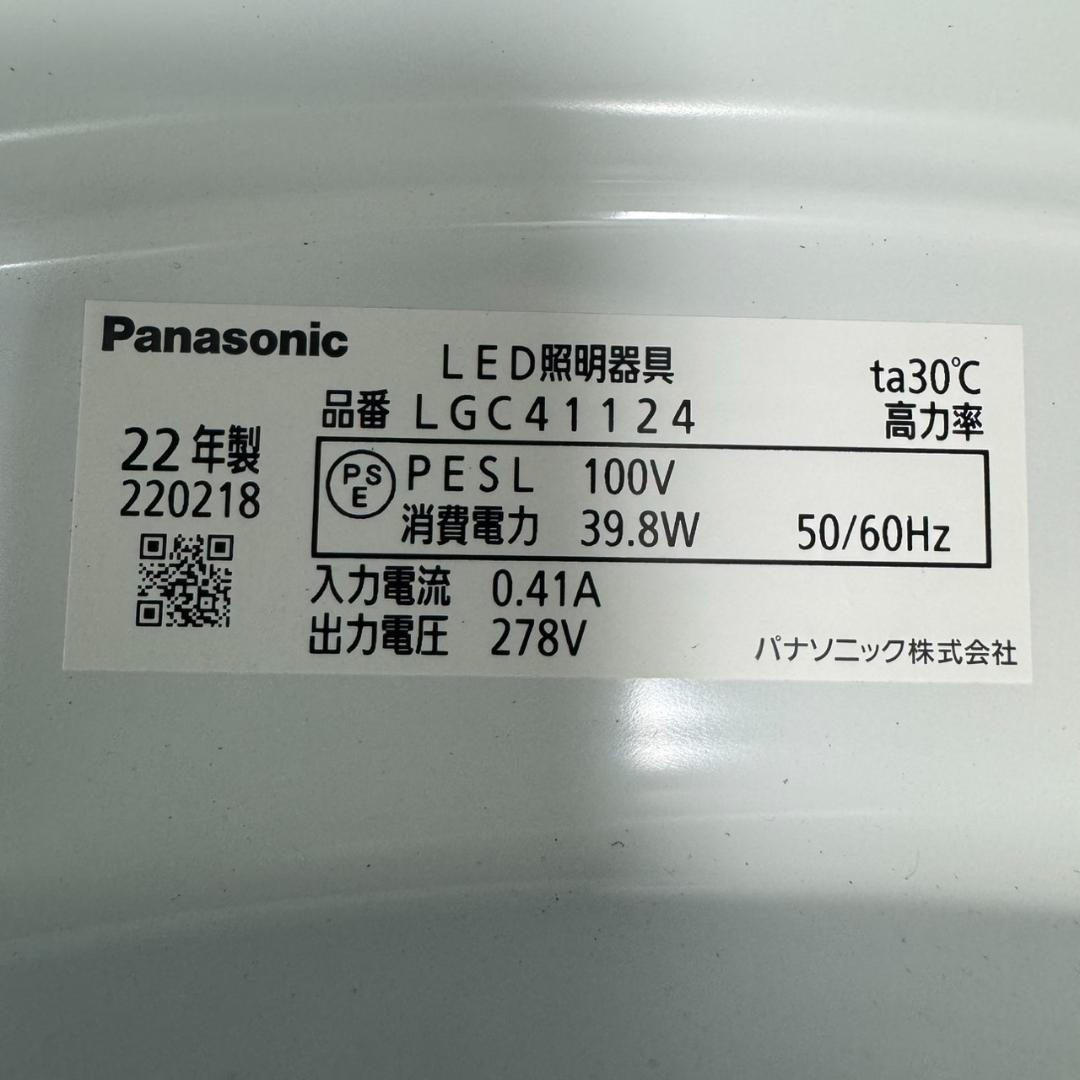 Panasonic
LED照明器具
ta30℃
品番 LGC41124
高力率
22年製
220218
PSE
PESL 100V
消費電力 39.8W 50/60Hz
入力電流 0.41A
出力電圧 278V
パナソニック株式会社